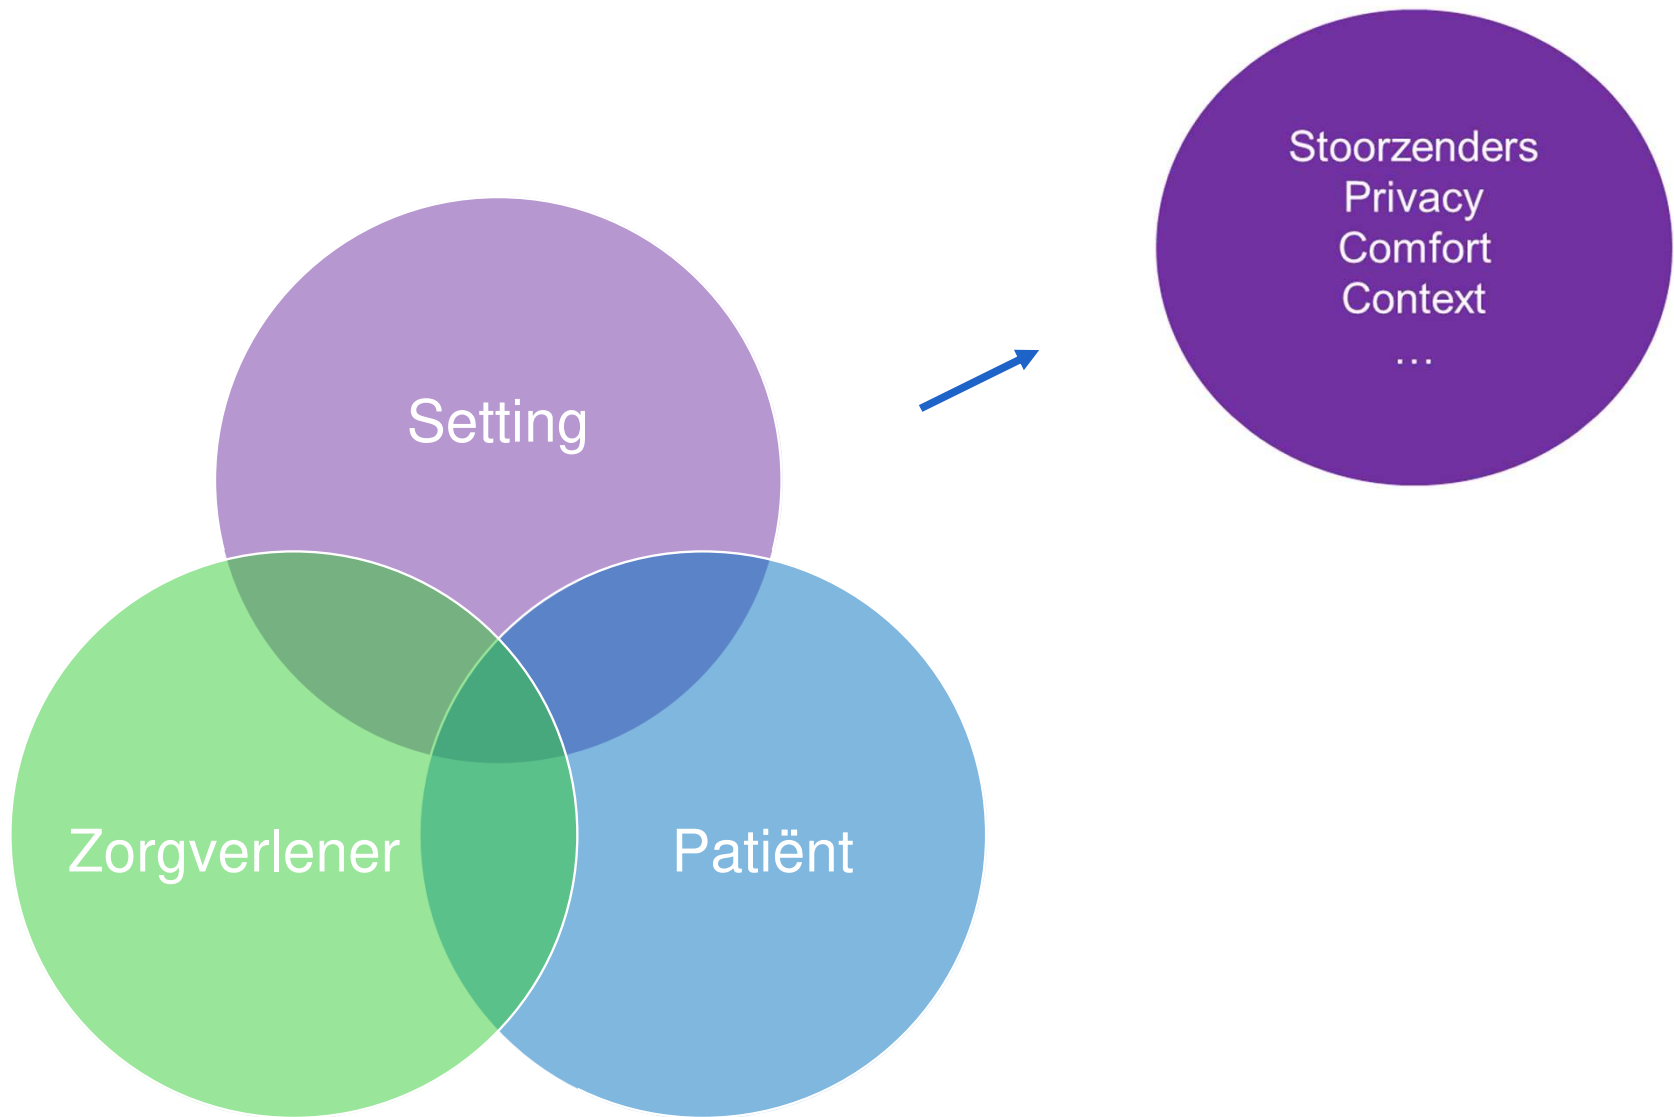 Stoorzenders
Privacy
Comfort
Context
...
Setting
Zorgverlener
Patiënt